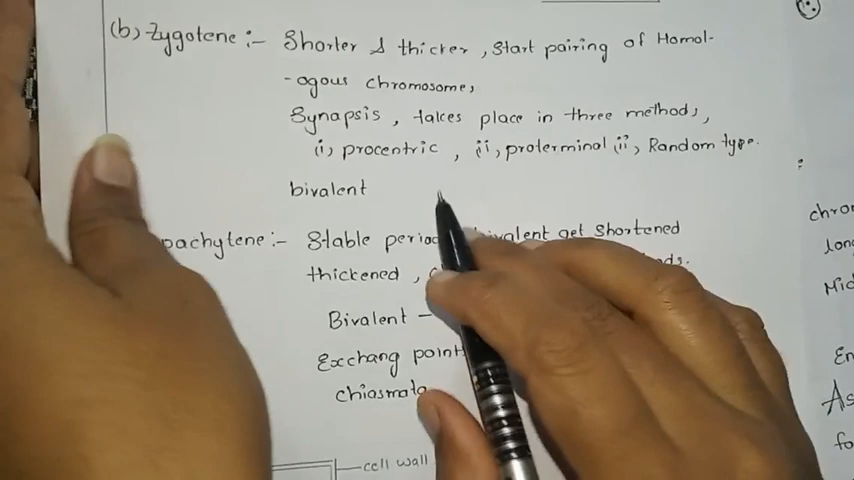 (b) Zygotene :- Shorter & thicker, start pairing of Homol-
-ogous chromosome,
Synapsis, takes place in three methods,
(i) procentric, ii, proterminal ii, Random type.
bivalent
pachytene :- Stable period, bivalent get shortened
thickened,
Bivalent -
Exchang point
chiasmata
cell wall